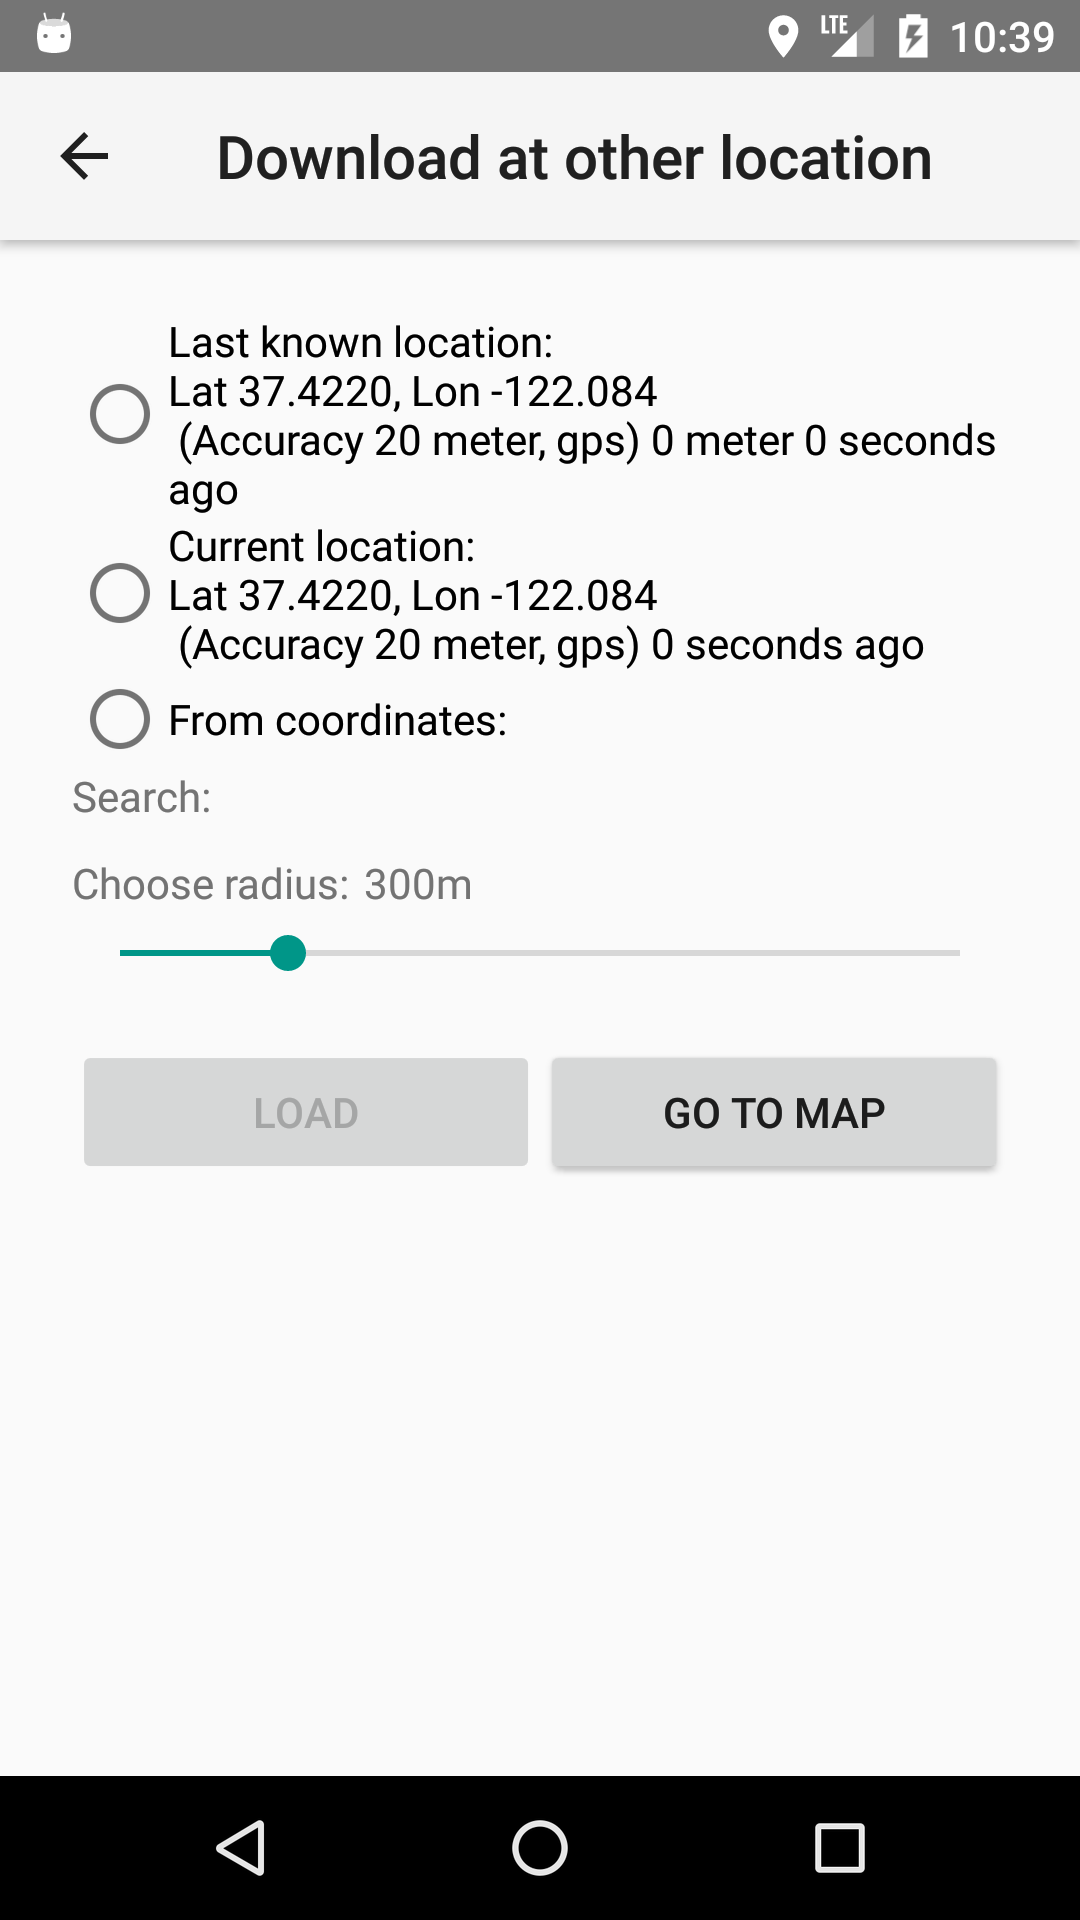 LTE 10:39
Download at other location
Last known location:
Lat 37.4220, Lon -122.084
(Accuracy 20 meter, gps) 0 meter 0 seconds
ago
Current location:
Lat 37.4220, Lon -122.084
(Accuracy 20 meter, gps) 0 seconds ago
From coordinates:
Search:
Choose radius: 300m
LOAD GO TO MAP